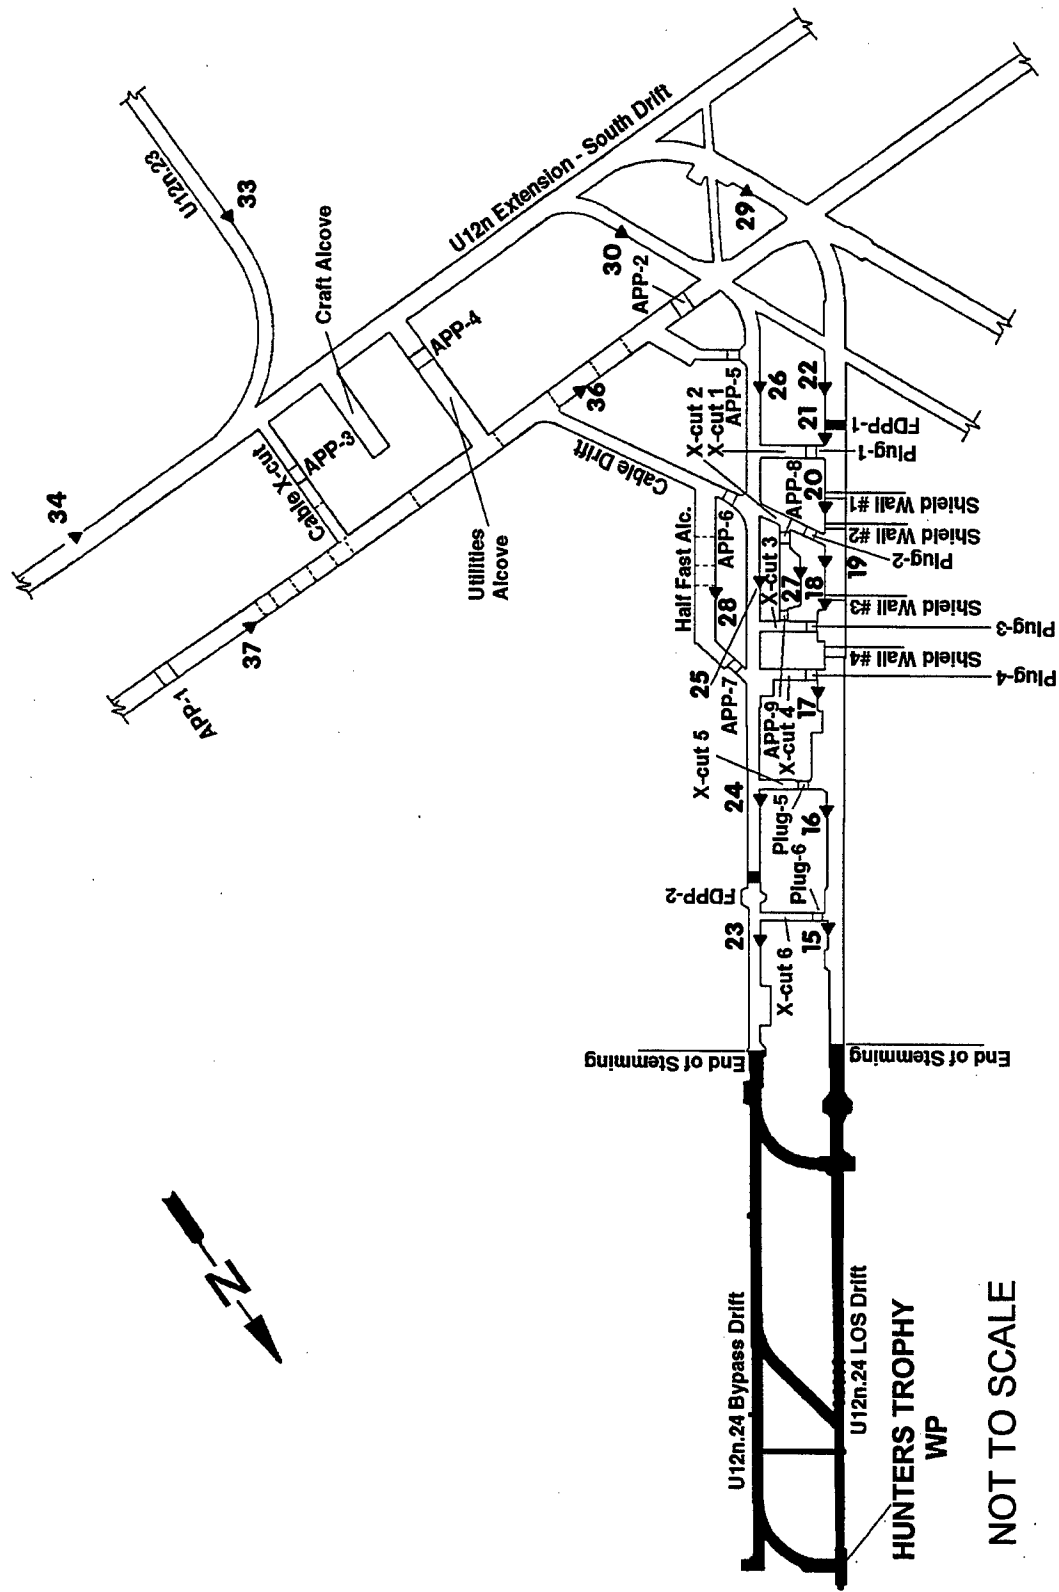 U12n.23
33
34
37
APP-1
Cable X-cut
APP-3
Craft Alcove
APP-4
Utilities
Alcove
U12n Extension - South Drift
30
APP-2
29
36
Cable Drift
Half Fast Alc.
APP-5
X-cut 2
X-cut 1
26
22
21
FDPP-1
Plug-1
APP-6
APP-8
20
Shield Wall #1
Shield Wall #2
Plug-2
X-cut 3
28
27
18
19
Shield Wall #3
Plug-3
25
APP-7
Shield Wall #4
Plug-4
APP-9
X-cut 4
17
X-cut 5
24
Plug-5
16
Plug-6
FDPP-2
23
15
X-cut 6
End of Stemming
End of Stemming
N
U12n.24 Bypass Drift
U12n.24 LOS Drift
HUNTERS TROPHY
WP
NOT TO SCALE